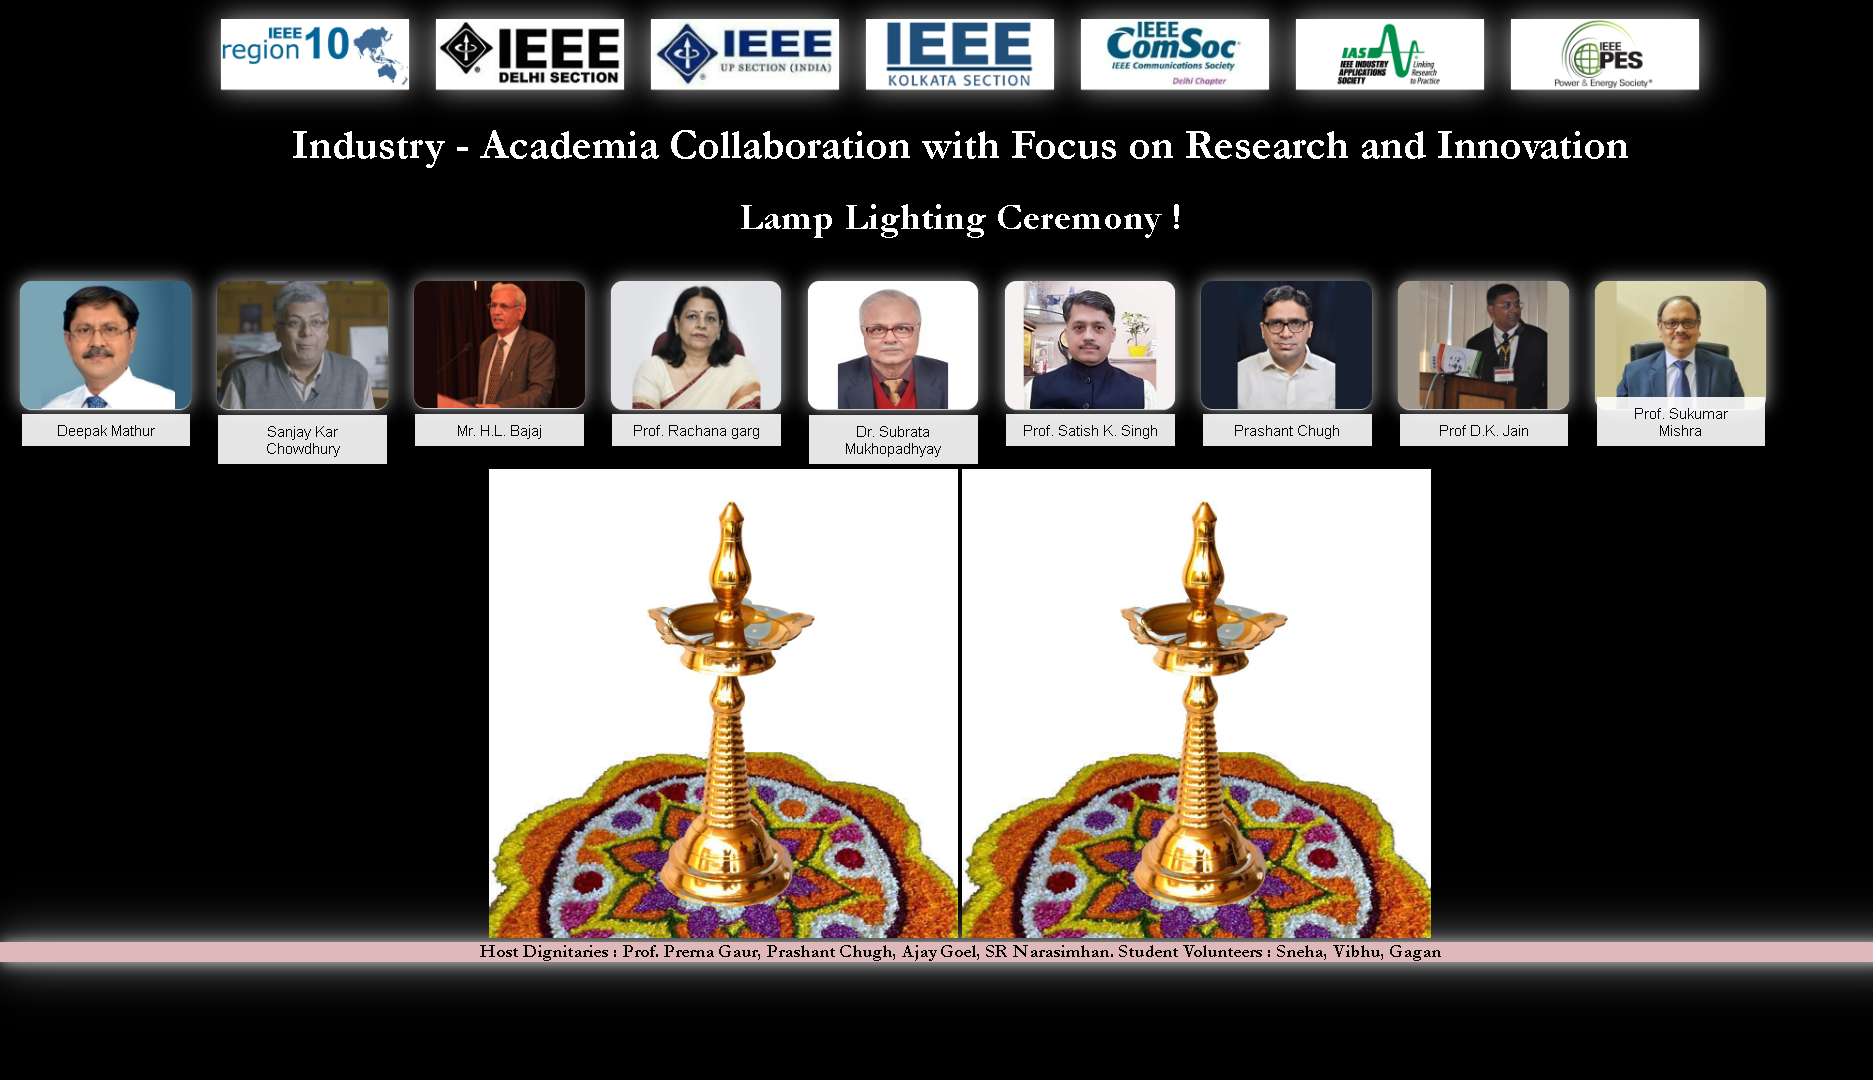 IEEE
region 10
IEEE
DELHI SECTION
IEEE
UP SECTION (INDIA)
IEEE
KOLKATA SECTION
IEEE
ComSoc
IEEE Communications Society
Delhi Chapter
IAS
IEEE INDUSTRY
APPLICATIONS
SOCIETY
Linking
Research
to Practice
IEEE
PES
Power & Energy Society®
Industry - Academia Collaboration with Focus on Research and Innovation
Lamp Lighting Ceremony !
Deepak Mathur
Sanjay Kar
Chowdhury
Mr. H.L. Bajaj
Prof. Rachana garg
Dr. Subrata
Mukhopadhyay
Prof. Satish K. Singh
Prashant Chugh
Prof D.K. Jain
Prof. Sukumar
Mishra
Host Dignitaries : Prof. Prerna Gaur, Prashant Chugh, Ajay Goel, SR Narasimhan. Student Volunteers : Sneha, Vibhu, Gagan